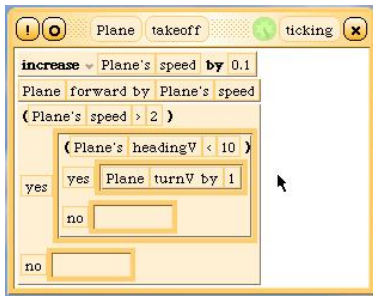 ! O Plane takeoff ticking x
increase Plane's speed by 0.1
Plane forward by Plane's speed
( Plane's speed > 2 )
( Plane's headingV < 10 )
yes
yes Plane turnV by 1
no
no